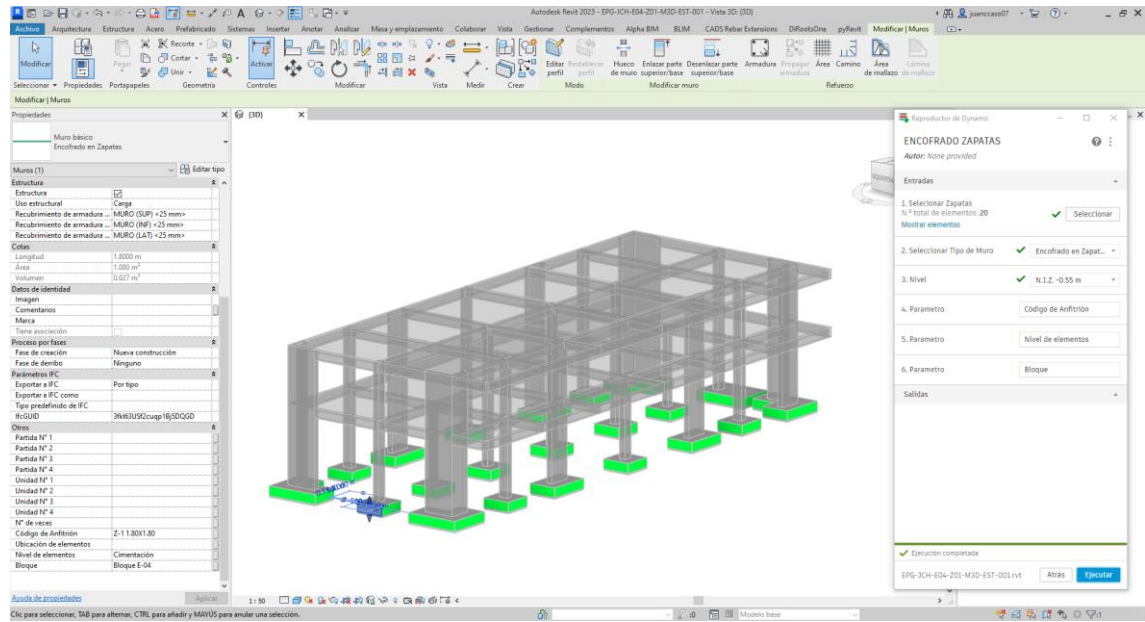 Autodesk Revit 2023 - EPG-JCH-E04-Z01-M3D-EST-001 - Vista 3D: {3D}
juanccaso07
Archivo Arquitectura Estructura Acero Prefabricado Sistemas Insertar Anotar Analizar Masa y emplazamiento Colaborar Vista Gestionar Complementos Alpha BIM BLIM CADS Rebar Extensions DiRootsOne pyRevit Modificar | Muros
Modificar
Pegar
Recorte
Cortar
Unir
Activar
Editar perfil
Restablecer perfil
Hueco de muro
Enlazar parte superior/base
Desenlazar parte superior/base
Armadura
Propagar armadura
Área
Camino
Área de mallazo
Lámina de mallazo
Seleccionar Propiedades Portapapeles Geometría Controles Modificar Vista Medir Crear Modo Modificar muro Refuerzo
Modificar | Muros
Propiedades
{3D}
Muro básico
Encofrado en Zapatas
Muros (1)
Editar tipo
Estructura
Estructura
Uso estructural Carga
Recubrimiento de armadura ... MURO (SUP) <25 mm>
Recubrimiento de armadura ... MURO (INF) <25 mm>
Recubrimiento de armadura ... MURO (LAT) <25 mm>
Cotas
Longitud 1.8000 m
Área 1.080 m²
Volumen 0.027 m³
Datos de identidad
Imagen
Comentarios
Marca
Tiene asociación
Proceso por fases
Fase de creación Nueva construcción
Fase de derribo Ninguno
Parámetros IFC
Exportar a IFC Por tipo
Exportar a IFC como
Tipo predefinido de IFC
IfcGUID
Otros
Partida N° 1
Partida N° 2
Partida N° 3
Partida N° 4
Unidad N° 1
Unidad N° 2
Unidad N° 3
Unidad N° 4
N° de veces
Código de Anfitrión Z-1 1.80X1.80
Ubicación de elementos
Nivel de elementos Cimentación
Bloque Bloque E-04
Ayuda de propiedades
Aplicar
1 : 50
Clic para seleccionar, TAB para alternar, CTRL para añadir y MAYÚS para anular una selección.
:0
Modelo base
:1
Reproductor de Dynamo
ENCOFRADO ZAPATAS
Autor: None provided
Entradas
1. Selecionar Zapatas
N.º total de elementos: 20
Seleccionar
Mostrar elementos
2. Seleccionar Tipo de Muro
Encofrado en Zapat...
3. Nivel
N.I.Z. -0.55 m
4. Parametro
Código de Anfitrión
5. Parametro
Nivel de elementos
6. Parametro
Bloque
Salidas
Ejecución completada
EPG-JCH-E04-Z01-M3D-EST-001.rvt
Atrás
Ejecutar